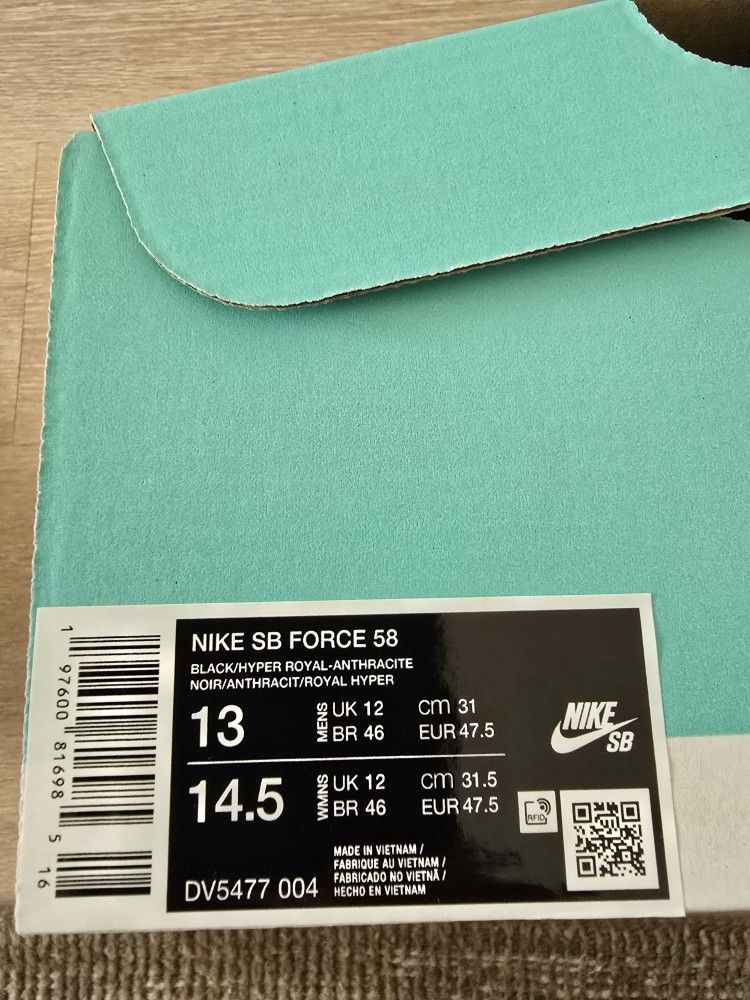 NIKE SB FORCE 58
BLACK/HYPER ROYAL-ANTHRACITE
NOIR/ANTHRACIT/ROYAL HYPER
13 MENS UK 12 cm 31
BR 46 EUR 47.5
14.5 WMNS UK 12 cm 31.5
BR 46 EUR 47.5
NIKE
SB
RFID
DV5477 004
MADE IN VIETNAM /
FABRIQUE AU VIETNAM /
FABRICADO NO VIETNÃ /
HECHO EN VIETNAM
1 97600 81698 5 16